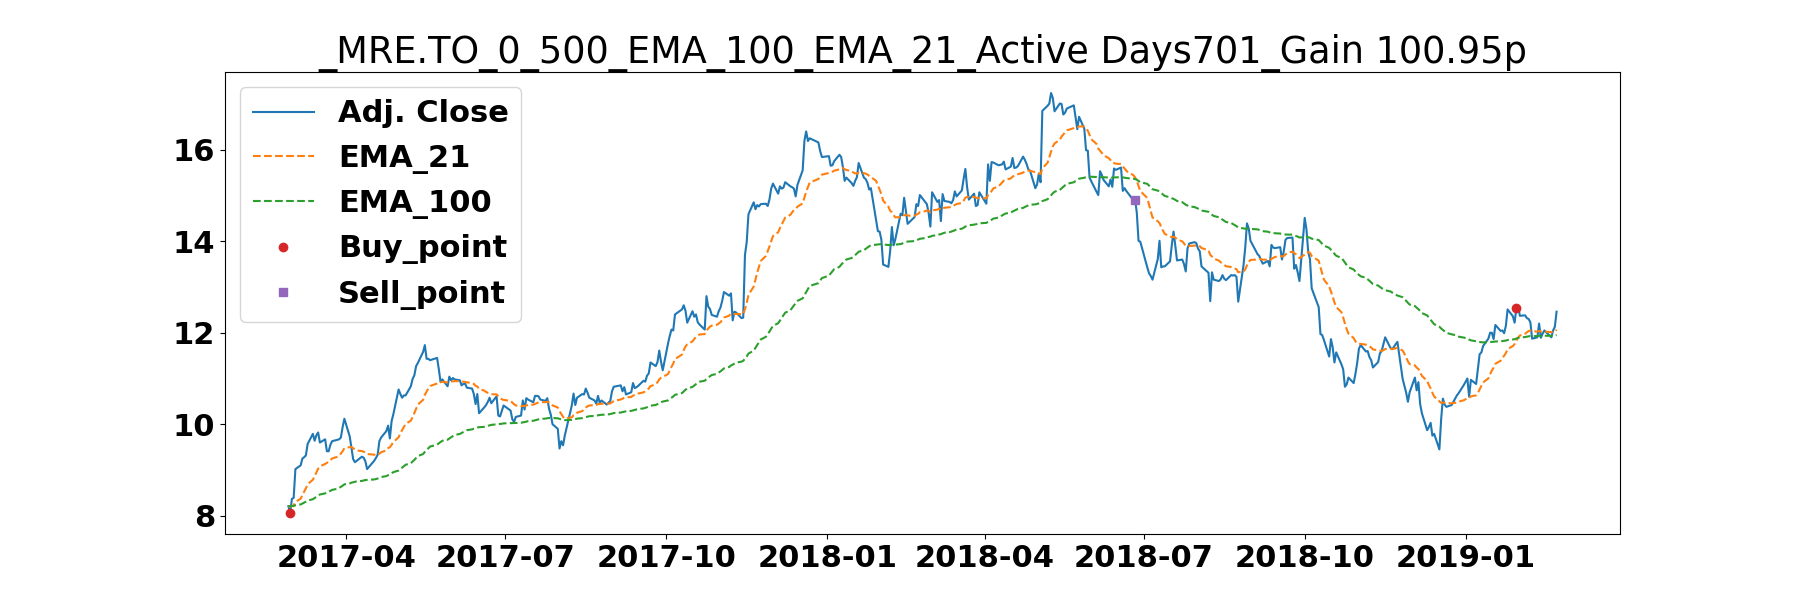 _MRE.TO_0_500_EMA_100_EMA_21_Active Days701_Gain 100.95p
Adj. Close
EMA_21
EMA_100
Buy_point
Sell_point
16
14
12
10
8
2017-04 2017-07 2017-10 2018-01 2018-04 2018-07 2018-10 2019-01